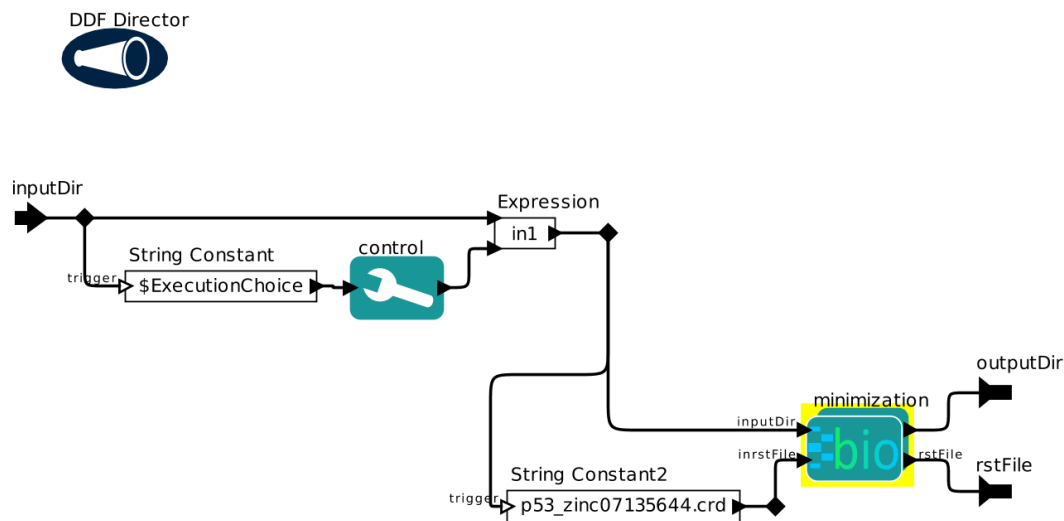 DDF Director
inputDir
Expression
in1
String Constant
control
trigger
$ExecutionChoice
outputDir
minimization
inputDir
bio
inrstFile
rstFile
rstFile
String Constant2
trigger
p53_zinc07135644.crd